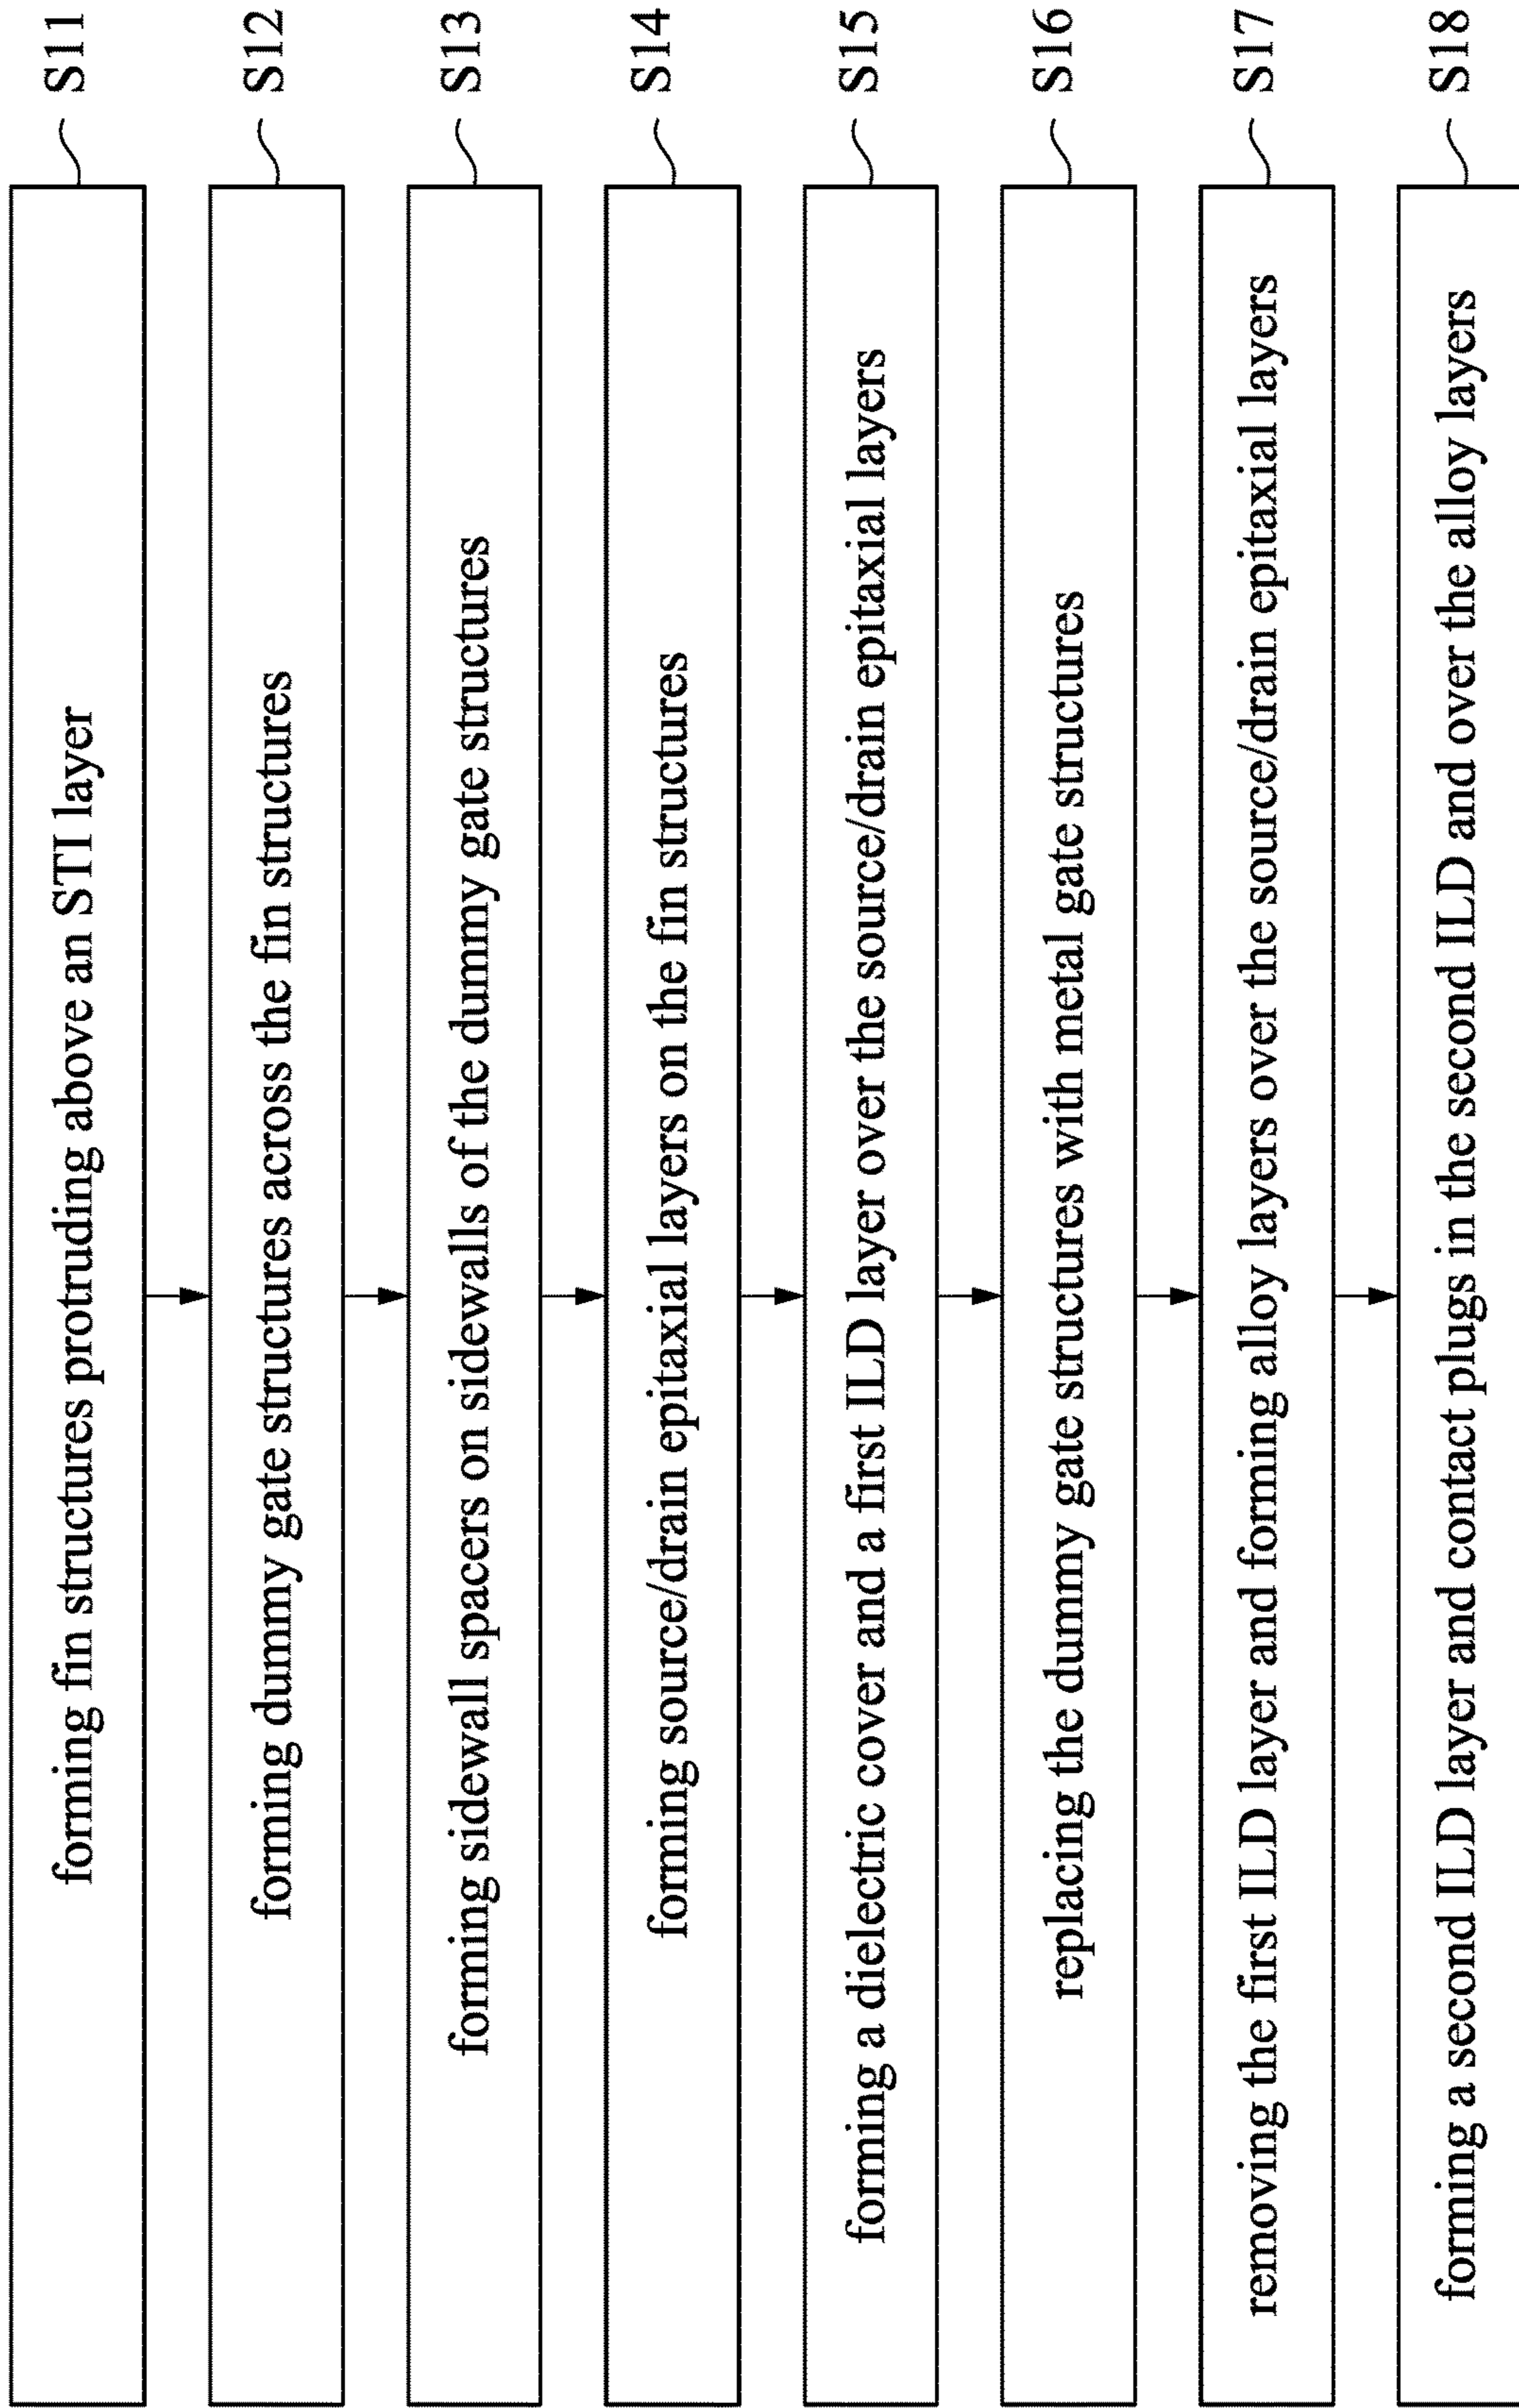 forming fin structures protruding above an STI layer
S11
forming dummy gate structures across the fin structures
S12
forming sidewall spacers on sidewalls of the dummy gate structures
S13
forming source/drain epitaxial layers on the fin structures
S14
forming a dielectric cover and a first ILD layer over the source/drain epitaxial layers
S15
replacing the dummy gate structures with metal gate structures
S16
removing the first ILD layer and forming alloy layers over the source/drain epitaxial layers
S17
forming a second ILD layer and contact plugs in the second ILD and over the alloy layers
S18